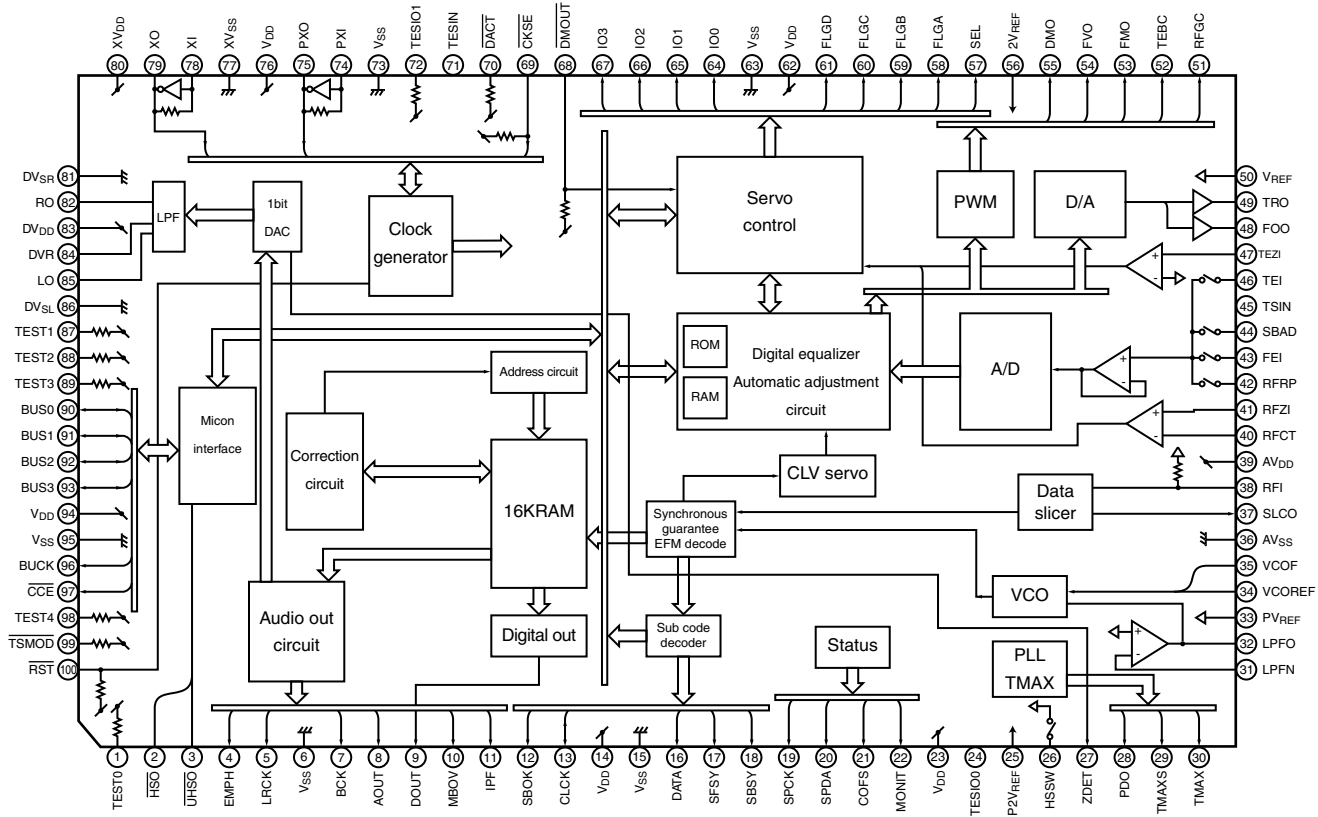 XVDD
XO
XI
XVSS
VDD
PXO
PXI
VSS
TESIO1
TESIN
DACT
CKSE
DMOUT
IO3
IO2
IO1
IO0
VSS
VDD
FLGD
FLGC
FLGB
FLGA
SEL
2VREF
DMO
FVO
FMO
TEBC
RFGC
80 79 78 77 76 75 74 73 72 71 70 69 68 67 66 65 64 63 62 61 60 59 58 57 56 55 54 53 52 51
DVSR 81
RO 82
DVDD 83
DVR 84
LO 85
DVSL 86
TEST1 87
TEST2 88
TEST3 89
BUS0 90
BUS1 91
BUS2 92
BUS3 93
VDD 94
VSS 95
BUCK 96
CCE 97
TEST4 98
TSMOD 99
RST 100
LPF
1bit
DAC
Clock
generator
Servo
control
PWM
D/A
ROM
RAM
Digital equalizer
Automatic adjustment
circuit
A/D
Address circuit
Micon
interface
Correction
circuit
16KRAM
CLV servo
Synchronous
guarantee
EFM decode
Data
slicer
VCO
Audio out
circuit
Digital out
Sub code
decoder
Status
PLL
TMAX
+
-
+
-
+
-
+
-
50 VREF
49 TRO
48 FOO
47 TEZI
46 TEI
45 TSIN
44 SBAD
43 FEI
42 RFRP
41 RFZI
40 RFCT
39 AVDD
38 RFI
37 SLCO
36 AVSS
35 VCOF
34 VCOREF
33 PVREF
32 LPFO
31 LPFN
1 2 3 4 5 6 7 8 9 10 11 12 13 14 15 16 17 18 19 20 21 22 23 24 25 26 27 28 29 30
TEST0
HSO
UHSO
EMPH
LRCK
VSS
BCK
AOUT
DOUT
MBOV
IPF
SBOK
CLCK
VDD
VSS
DATA
SFSY
SBSY
SPCK
SPDA
COFS
MONIT
VDD
TESIO0
P2VREF
HSSW
ZDET
PDO
TMAXS
TMAX